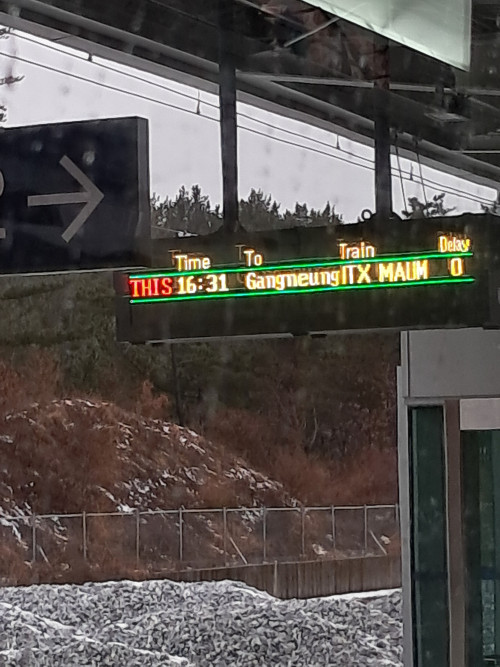 Time To Train Delay
THIS 16:31 Gangneung ITX MAUM 0